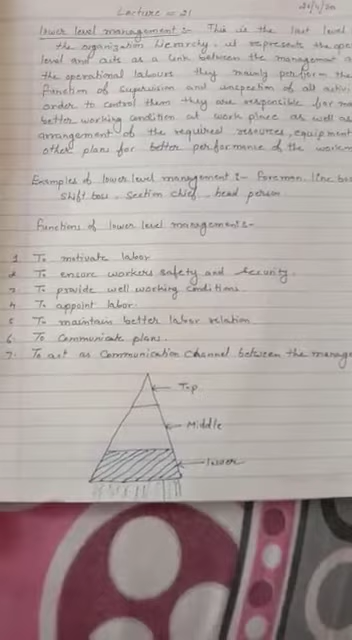 Lecture = 21
Lower level management :- This is the last level
the organization hierarchy. it represents the ope
level and acts as a link between the management a
the operational labours they mainly perform the
function of supervision and inspection of all activi
order to control them they are responsible for ma
better working condition at work place as well as
arrangement of the required resources, equipment
other plans for better performance of the workm
Examples of lower level management :- Foreman, line bo
shift boss, section chief, head person
Functions of lower level management :-
1 To motivate labor
2 To ensure workers safety and security.
3 To provide well working conditions
4 To appoint labor.
5 To maintain better labor relation
6. To communicate plans.
7. To act as communication channel between the manage
Top
Middle
lower